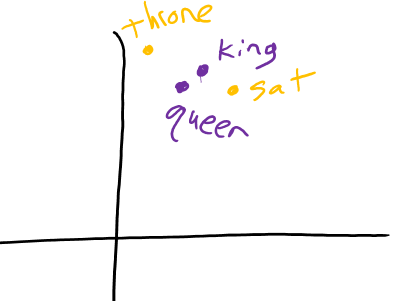 throne
king
sat
queen